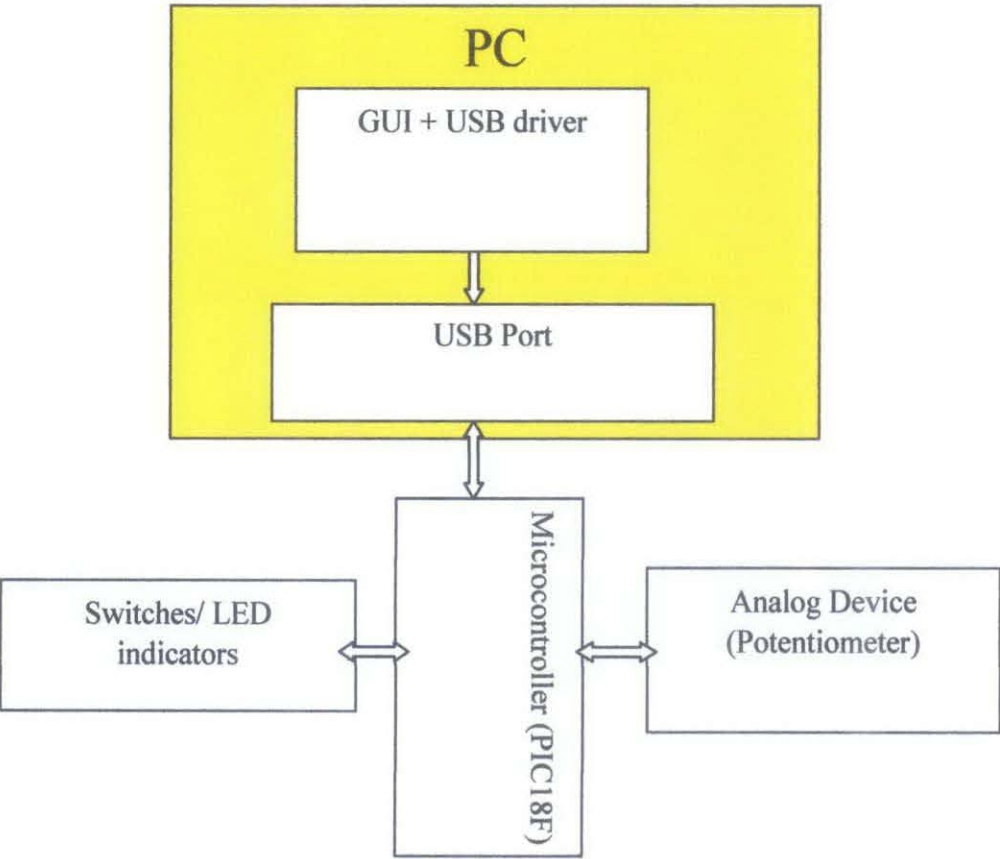 PC
GUI + USB driver
USB Port
Microcontroller (PIC18F)
Switches/ LED
indicators
Analog Device
(Potentiometer)